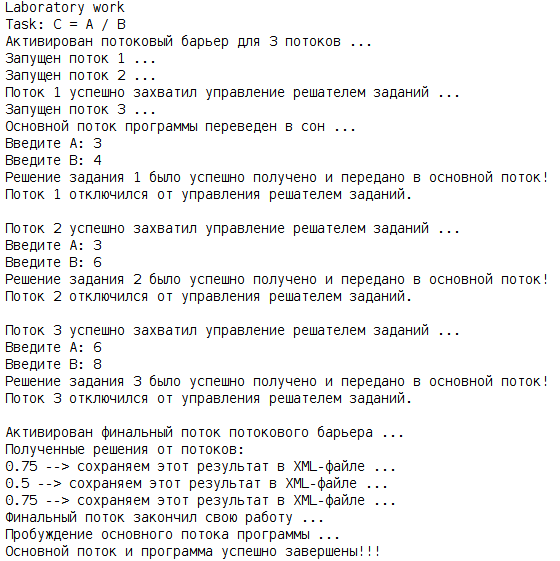 Laboratory work
Task: C = A / B
Активирован потоковый барьер для 3 потоков ...
Запущен поток 1 ...
Запущен поток 2 ...
Поток 1 успешно захватил управление решателем заданий ...
Запущен поток 3 ...
Основной поток программы переведен в сон ...
Введите A: 3
Введите B: 4
Решение задания 1 было успешно получено и передано в основной поток!
Поток 1 отключился от управления решателем заданий.
Поток 2 успешно захватил управление решателем заданий ...
Введите A: 3
Введите B: 6
Решение задания 2 было успешно получено и передано в основной поток!
Поток 2 отключился от управления решателем заданий.
Поток 3 успешно захватил управление решателем заданий ...
Введите A: 6
Введите B: 8
Решение задания 3 было успешно получено и передано в основной поток!
Поток 3 отключился от управления решателем заданий.
Активирован финальный поток потокового барьера ...
Полученные решения от потоков:
0.75 --> сохраняем этот результат в XML-файле ...
0.5 --> сохраняем этот результат в XML-файле ...
0.75 --> сохраняем этот результат в XML-файле ...
Финальный поток закончил свою работу ...
Пробуждение основного потока программы ...
Основной поток и программа успешно завершены!!!